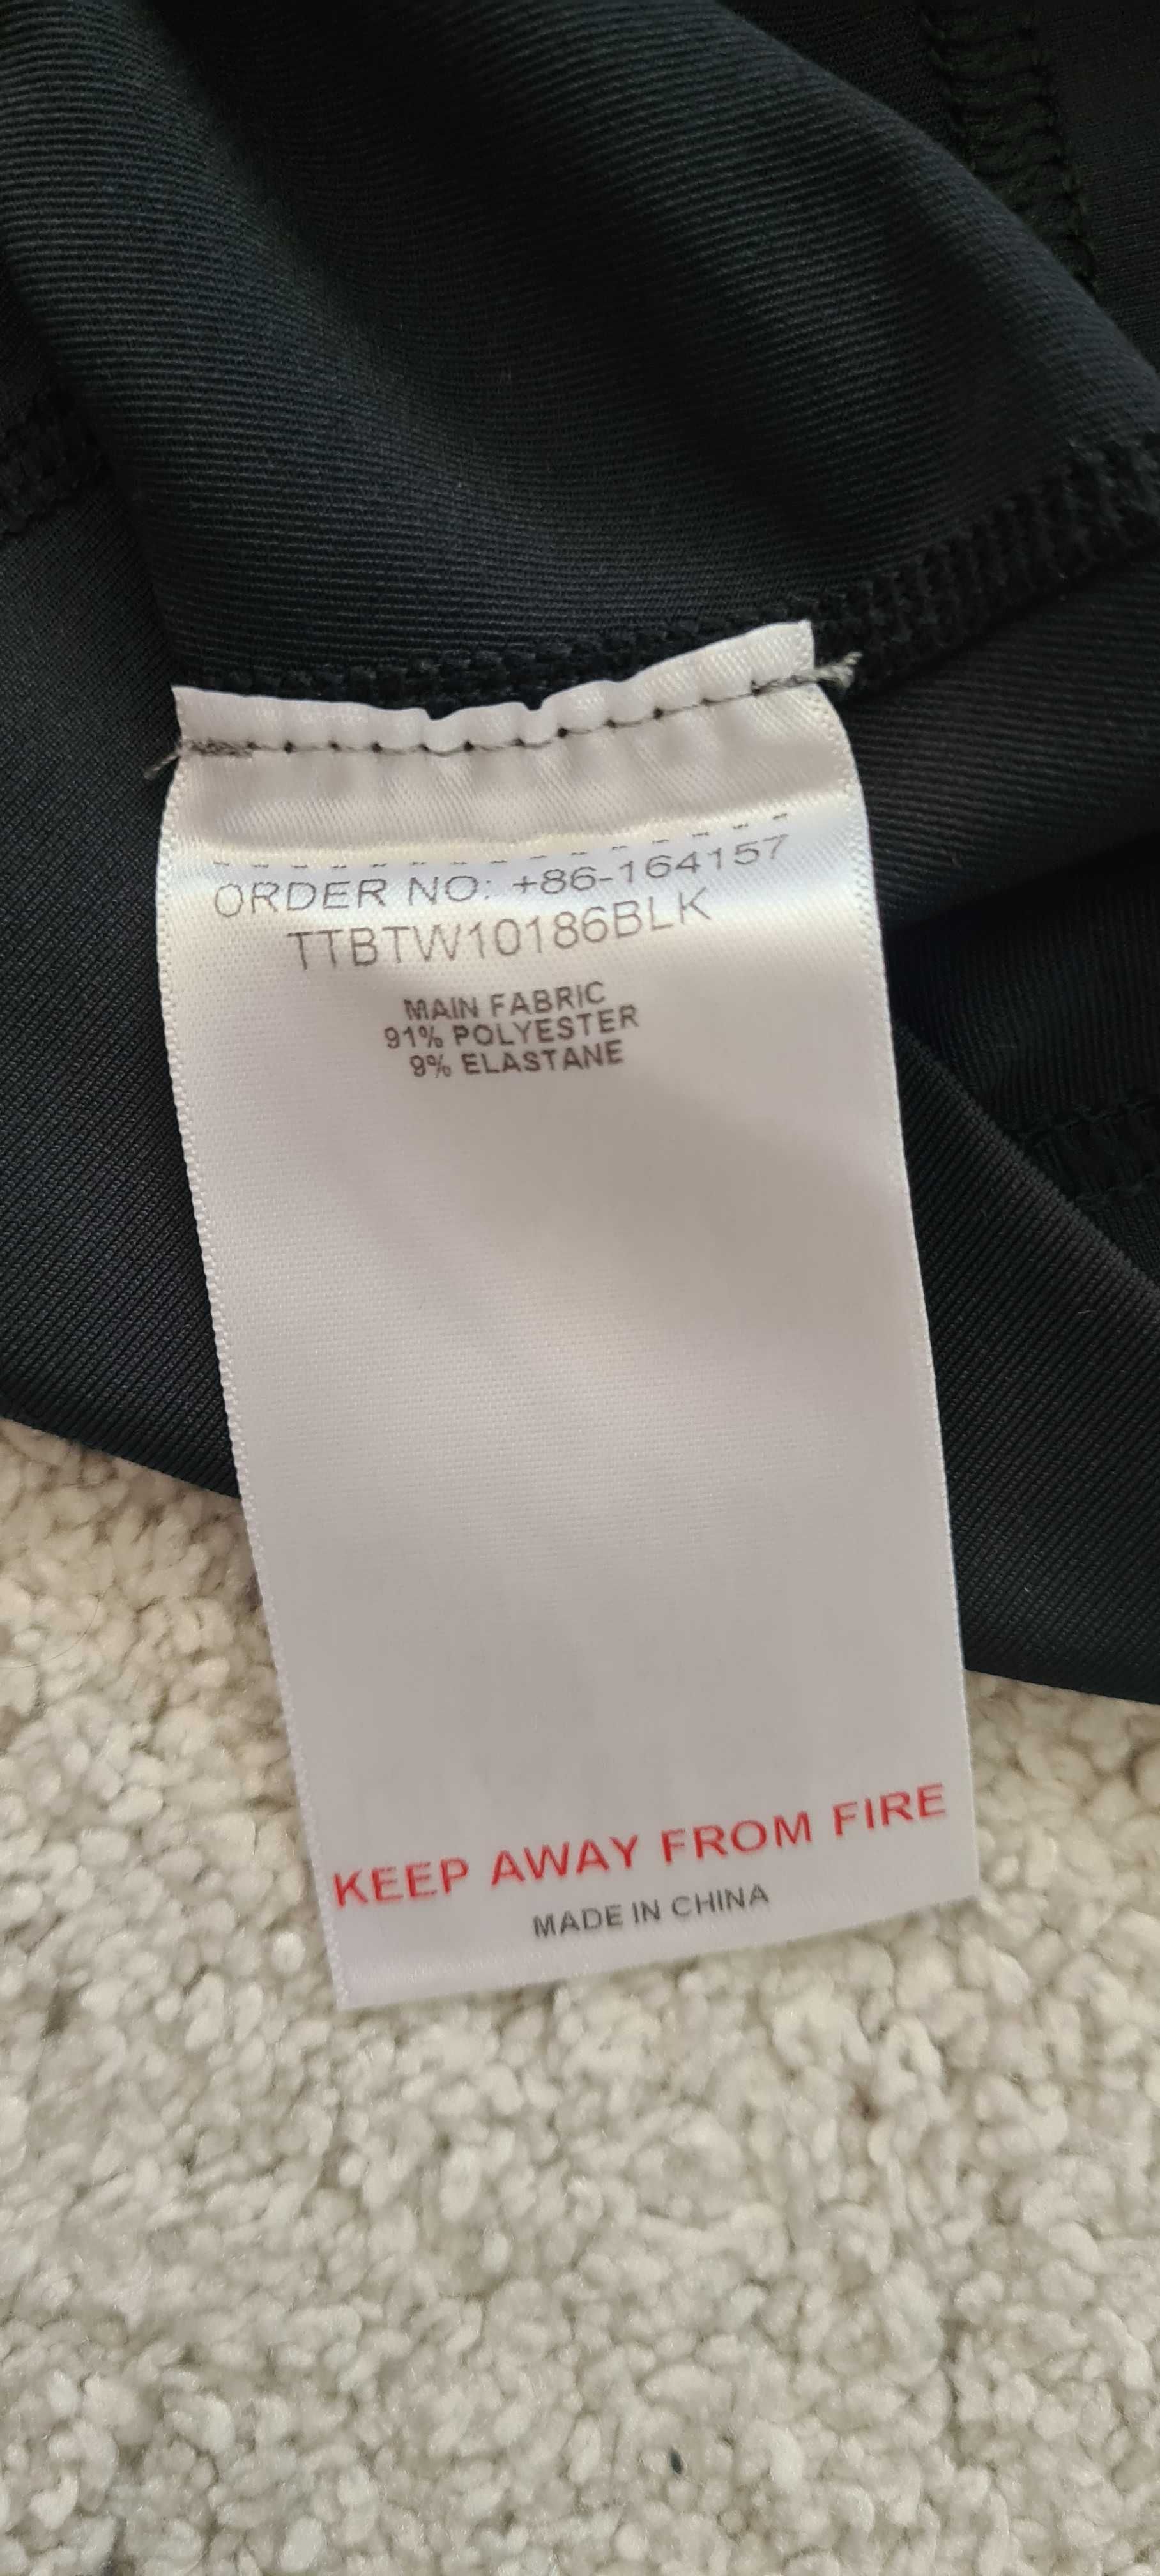 ORDER NO: +86-164157
TTBTW10186BLK
MAIN FABRIC
91% POLYESTER
9% ELASTANE
KEEP AWAY FROM FIRE
MADE IN CHINA